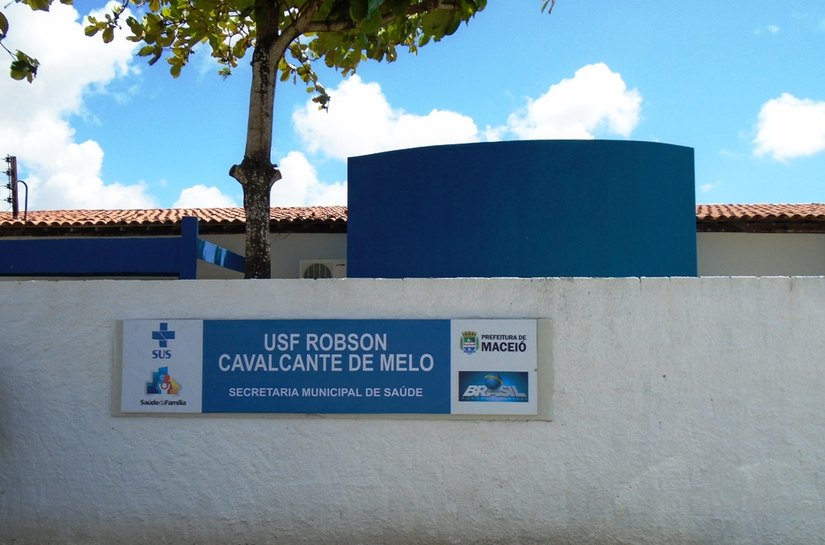 SUS
Saúde da Família
USF ROBSON
CAVALCANTE DE MELO
SECRETARIA MUNICIPAL DE SAÚDE
PREFEITURA DE
MACEIÓ
BRASIL